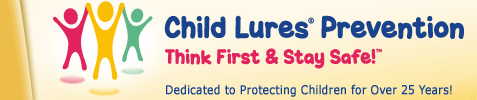 Child Lures® Prevention
Think First & Stay Safe!™
Dedicated to Protecting Children for Over 25 Years!